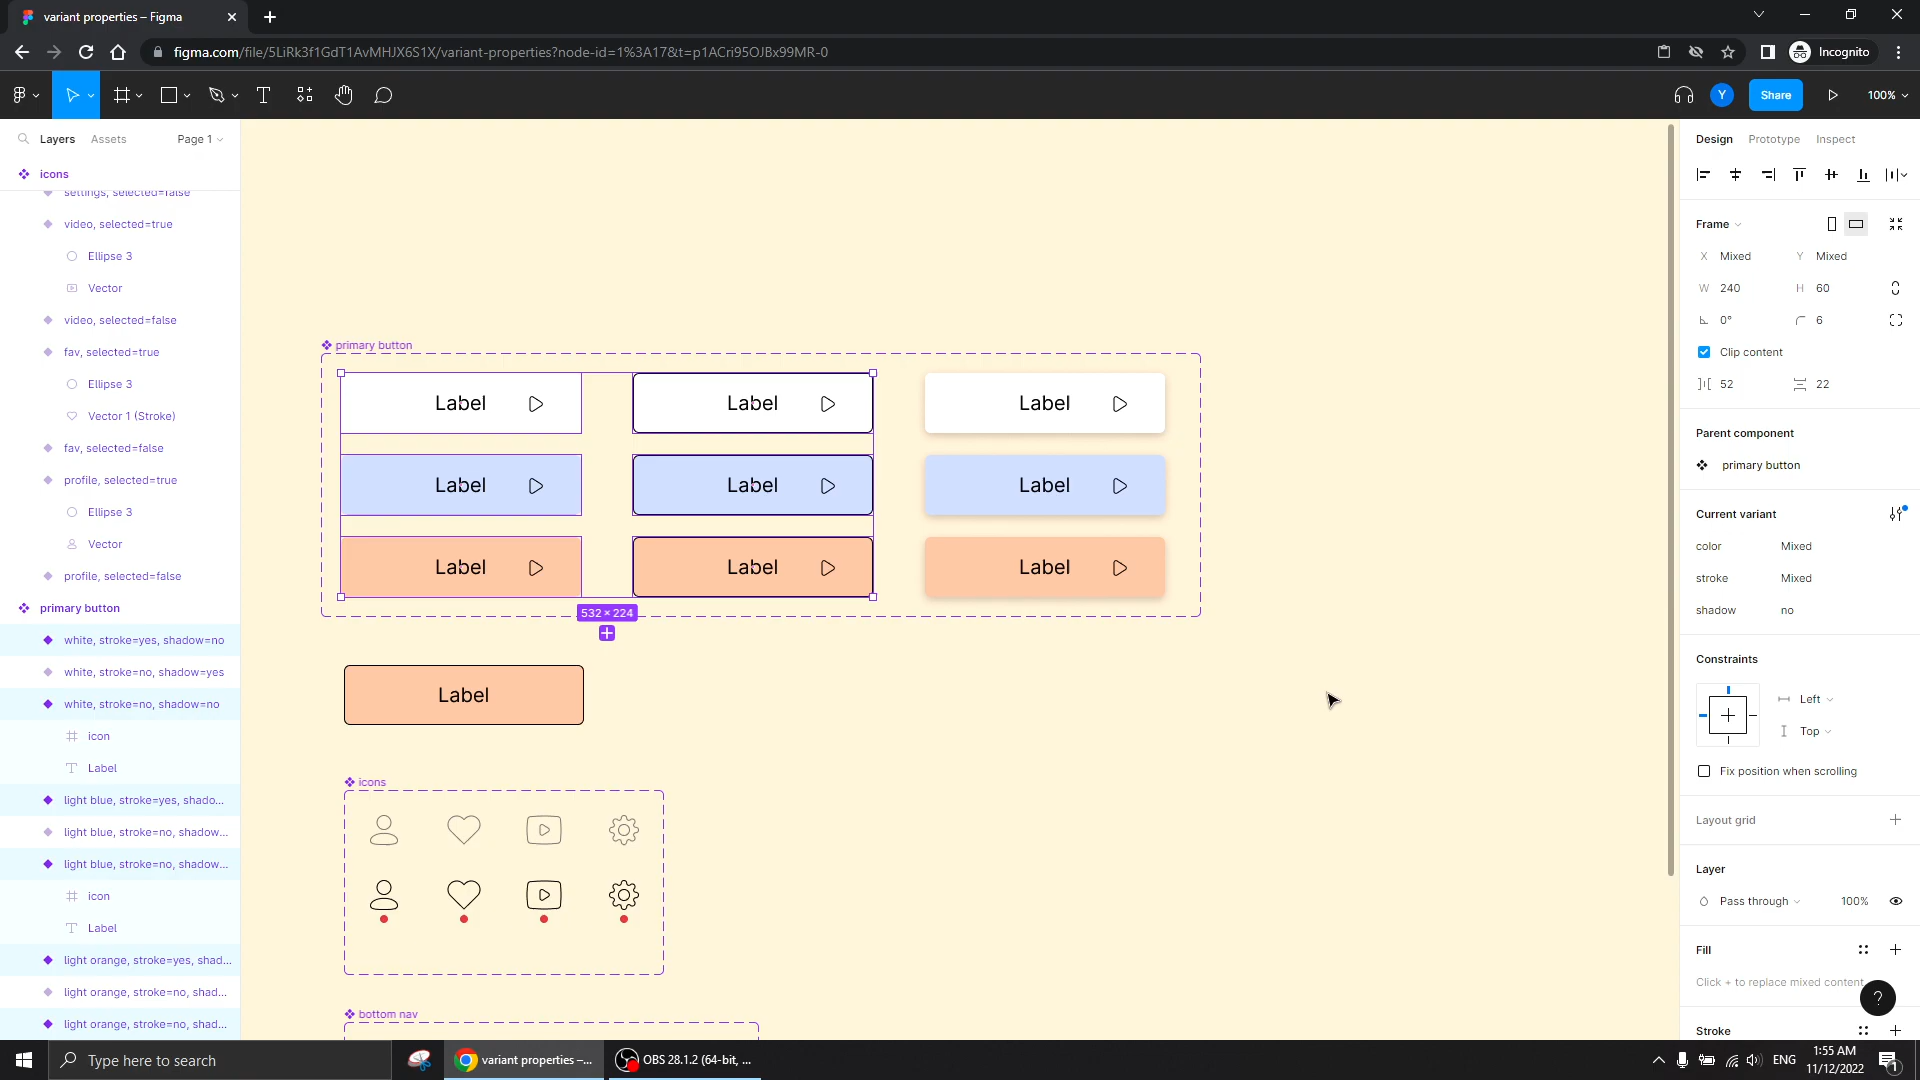 variant properties – Figma
figma.com/file/5LiRk3f1GdT1AvMHJX6S1X/variant-properties?node-id=1%3A17&t=p1ACri95OJBx99MR-0
Incognito
Y
Share
100%
Layers
Assets
Page 1
icons
settings, selected=false
video, selected=true
Ellipse 3
Vector
video, selected=false
fav, selected=true
Ellipse 3
Vector 1 (Stroke)
fav, selected=false
profile, selected=true
Ellipse 3
Vector
profile, selected=false
primary button
white, stroke=yes, shadow=no
white, stroke=no, shadow=yes
white, stroke=no, shadow=no
icon
Label
light blue, stroke=yes, shado...
light blue, stroke=no, shadow...
light blue, stroke=no, shadow...
icon
Label
light orange, stroke=yes, shad...
light orange, stroke=no, shad...
light orange, stroke=no, shad...
primary button
Label
Label
Label
Label
Label
Label
Label
Label
Label
532 × 224
Label
icons
bottom nav
Design
Prototype
Inspect
Frame
X Mixed
Y Mixed
W 240
H 60
0°
6
Clip content
52
22
Parent component
primary button
Current variant
color Mixed
stroke Mixed
shadow no
Constraints
Left
Top
Fix position when scrolling
Layout grid
Layer
Pass through
100%
Fill
Click + to replace mixed content
?
Stroke
Type here to search
variant properties –...
OBS 28.1.2 (64-bit, ...
ENG
1:55 AM
11/12/2022
1